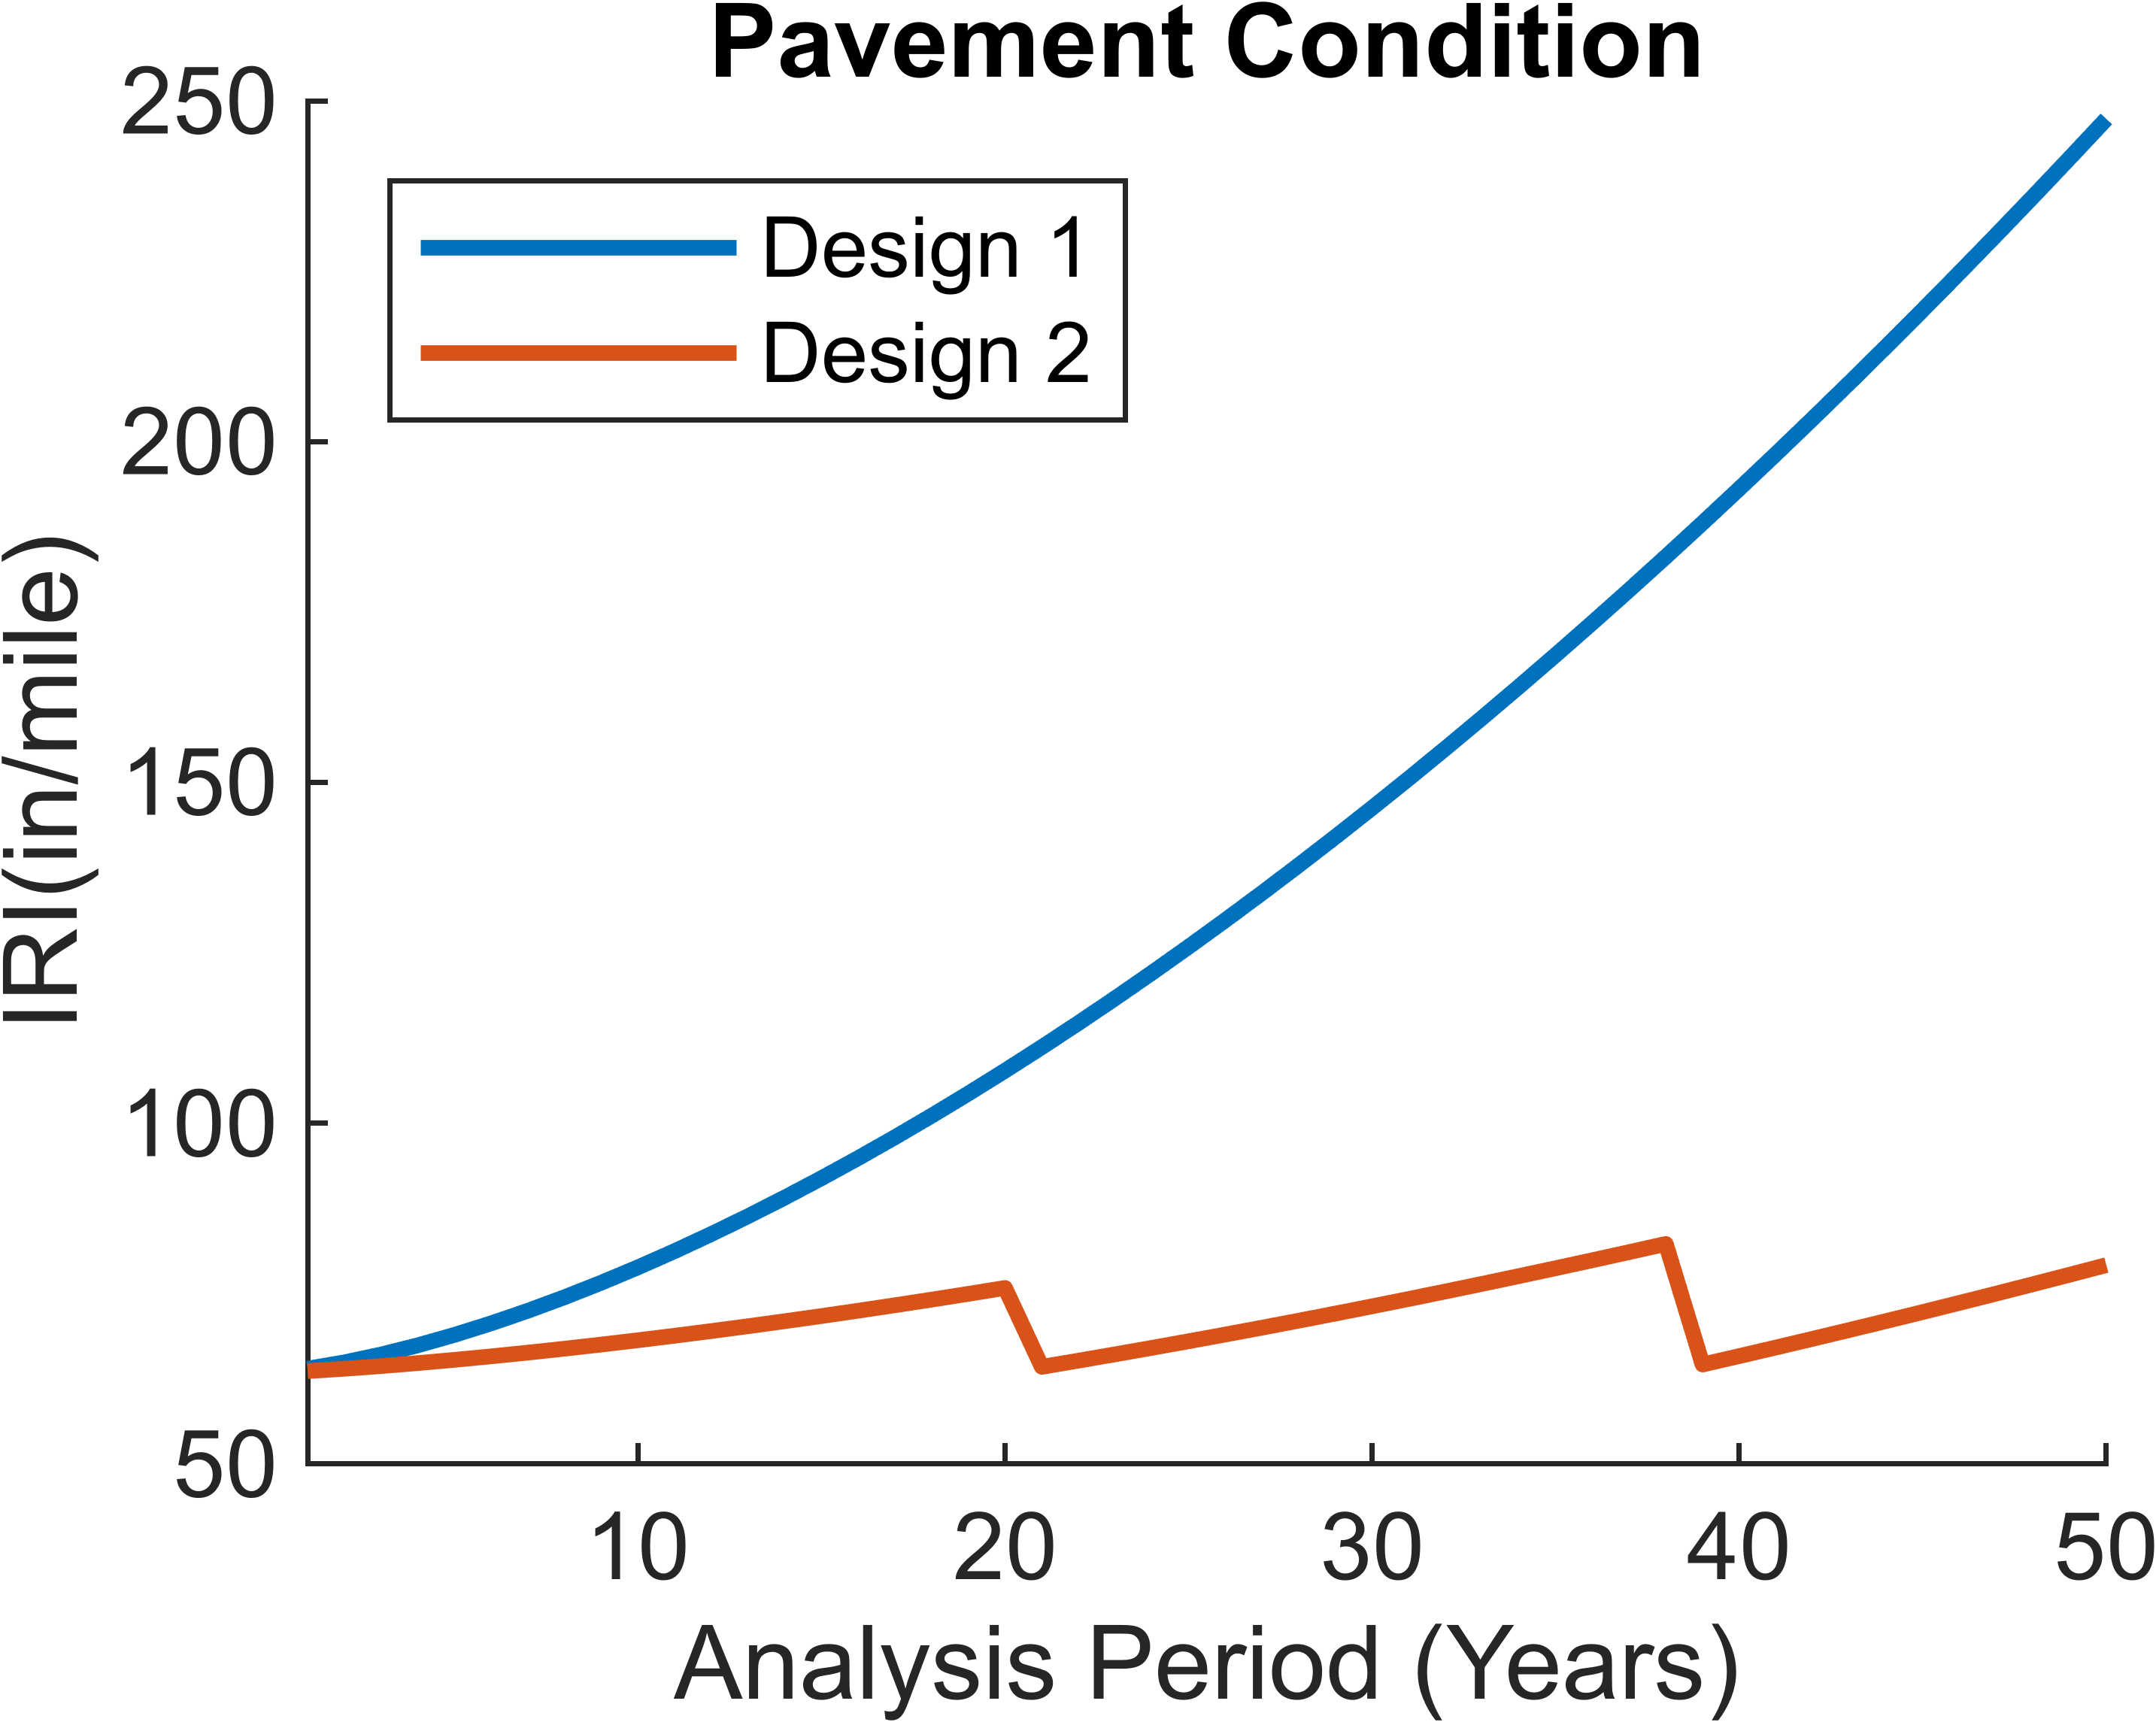 Pavement Condition
250
Design 1
Design 2
200
IRI(in/mile)
150
100
50
10 20 30 40 50
Analysis Period (Years)